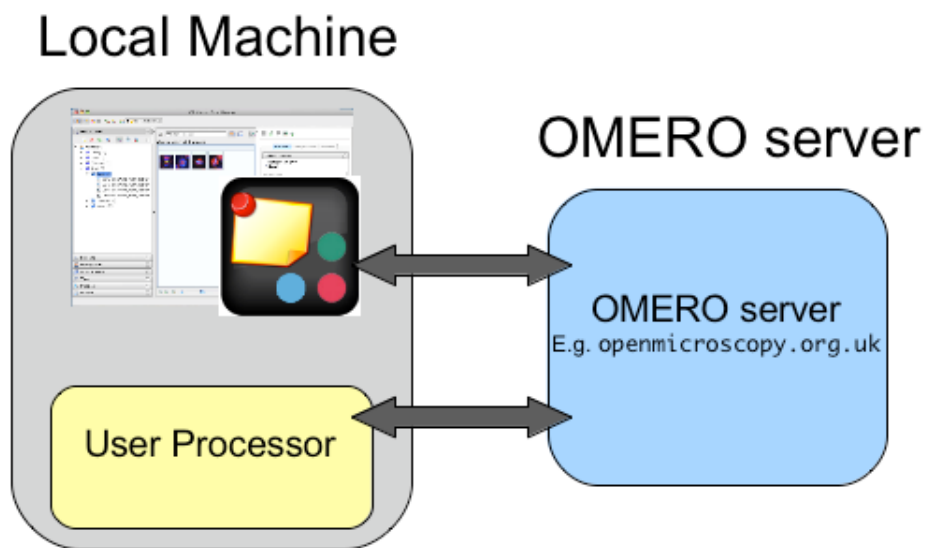 Local Machine
OMERO server
OMERO server
E.g. openmicroscopy.org.uk
User Processor